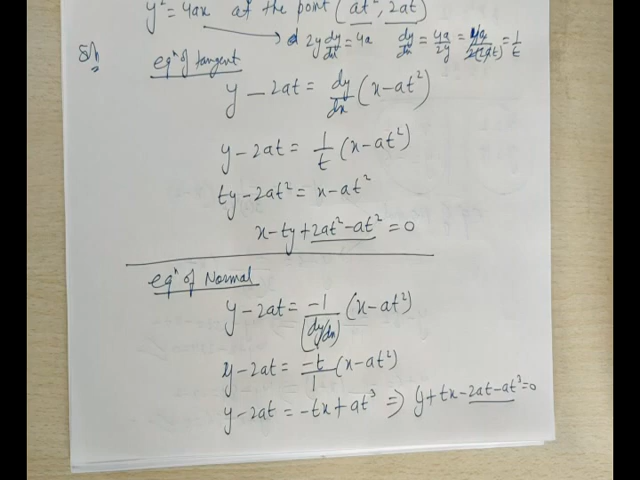 y² = 4ax at the point (at², 2at)
Solⁿ → 2y dy/dx = 4a dy/dx = 4a/2y = 4a/2(2at) = 1/t
eqⁿ of tangent
y - 2at = dy/dx (x - at²)
y - 2at = 1/t (x - at²)
ty - 2at² = x - at²
x - ty + 2at² - at² = 0
eqⁿ of Normal
y - 2at = -1/(dy/dx) (x - at²)
y - 2at = -t/1 (x - at²)
y - 2at = -tx + at³ ⇒ y + tx - 2at - at³ = 0